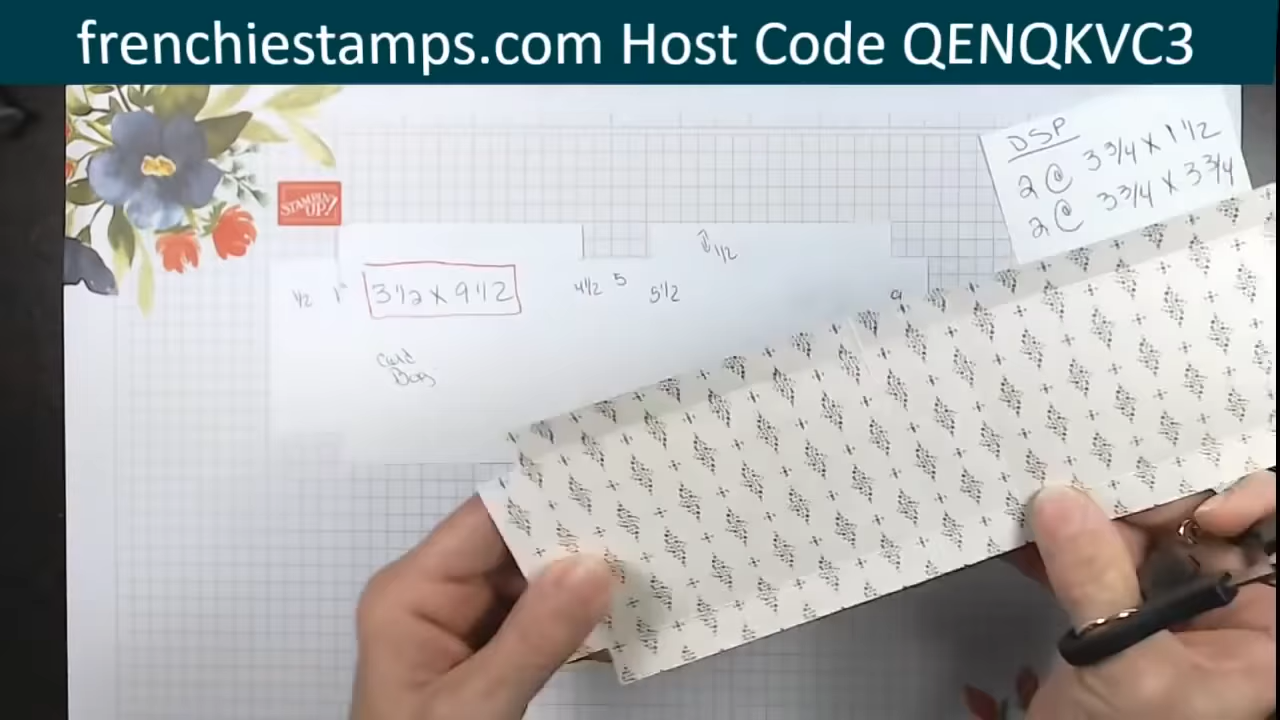 frenchiestamps.com Host Code QENQKVC3
DSP
2 @ 3 3/4 X 1 1/2
2 @ 3 3/4 X 3 3/4
STAMPIN' UP!
1/2 1" 3 1/2 X 9 1/2 4 1/2 5 5 1/2 1/2 9
Card
Bag